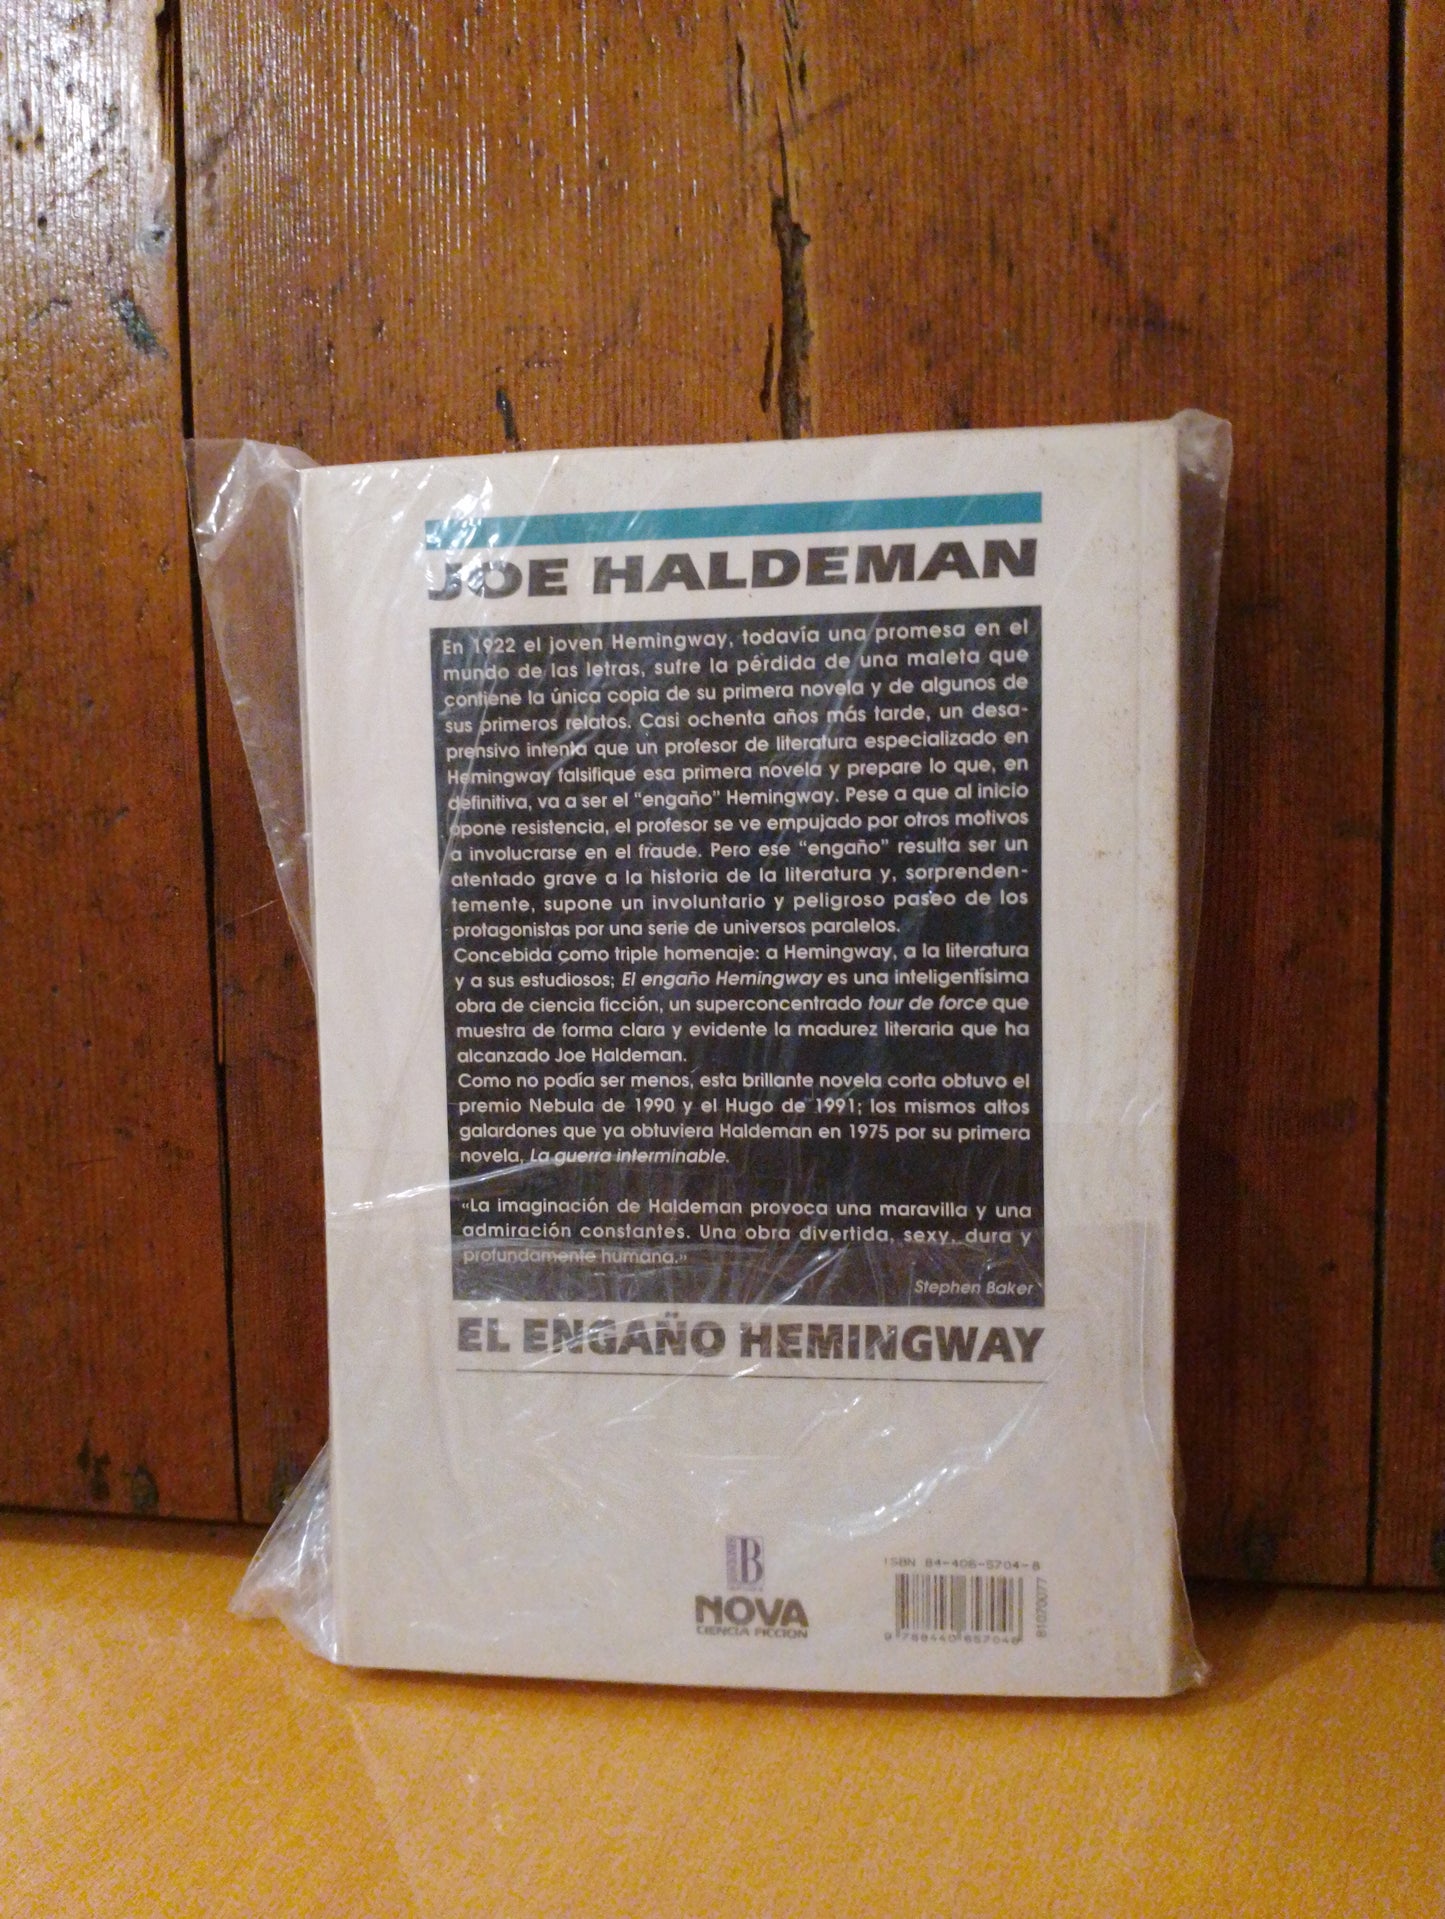 JOE HALDEMAN
En 1922 el joven Hemingway, todavía una promesa en el
mundo de las letras, sufre la pérdida de una maleta que
contiene la única copia de su primera novela y de algunos de
sus primeros relatos. Casi ochenta años más tarde, un desa-
prensivo intenta que un profesor de literatura especializado en
Hemingway falsifique esa primera novela y prepare lo que, en
definitiva, va a ser el “engaño” Hemingway. Pese a que al inicio
opone resistencia, el profesor se ve empujado por otros motivos
a involucrarse en el fraude. Pero ese “engaño” resulta ser un
atentado grave a la historia de la literatura y, sorprenden-
temente, supone un involuntario y peligroso paseo de los
protagonistas por una serie de universos paralelos.
Concebida como triple homenaje: a Hemingway, a la literatura
y a sus estudiosos; El engaño Hemingway es una inteligentísima
obra de ciencia ficción, un superconcentrado tour de force que
muestra de forma clara y evidente la madurez literaria que ha
alcanzado Joe Haldeman.
Como no podía ser menos, esta brillante novela corta obtuvo el
premio Nebula de 1990 y el Hugo de 1991; los mismos altos
galardones que ya obtuviera Haldeman en 1975 por su primera
novela, La guerra interminable.
«La imaginación de Haldeman provoca una maravilla y una
admiración constantes. Una obra divertida, sexy, dura y
profundamente humana.»
Stephen Baker
EL ENGAÑO HEMINGWAY
B
NOVA
CIENCIA FICCION
ISBN 84-406-5704-8
9 788440 657046
81070077